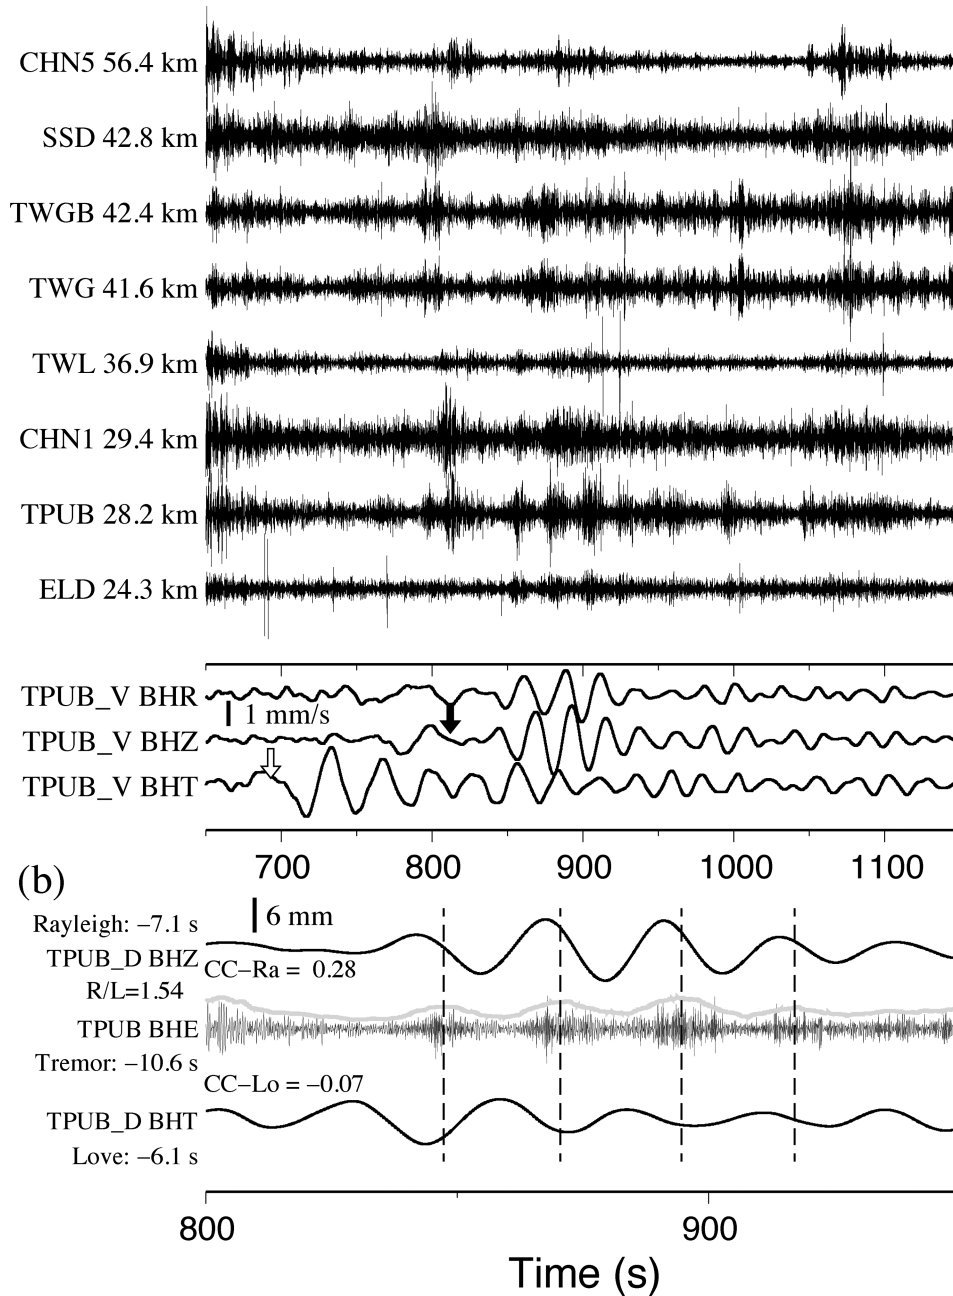 CHN5 56.4 km
SSD 42.8 km
TWGB 42.4 km
TWG 41.6 km
TWL 36.9 km
CHN1 29.4 km
TPUB 28.2 km
ELD 24.3 km
TPUB_V BHR
1 mm/s
TPUB_V BHZ
TPUB_V BHT
700 800 900 1000 1100
(b)
6 mm
Rayleigh: −7.1 s
TPUB_D BHZ
CC−Ra = 0.28
R/L=1.54
TPUB BHE
Tremor: −10.6 s
CC−Lo = −0.07
TPUB_D BHT
Love: −6.1 s
800 900
Time (s)